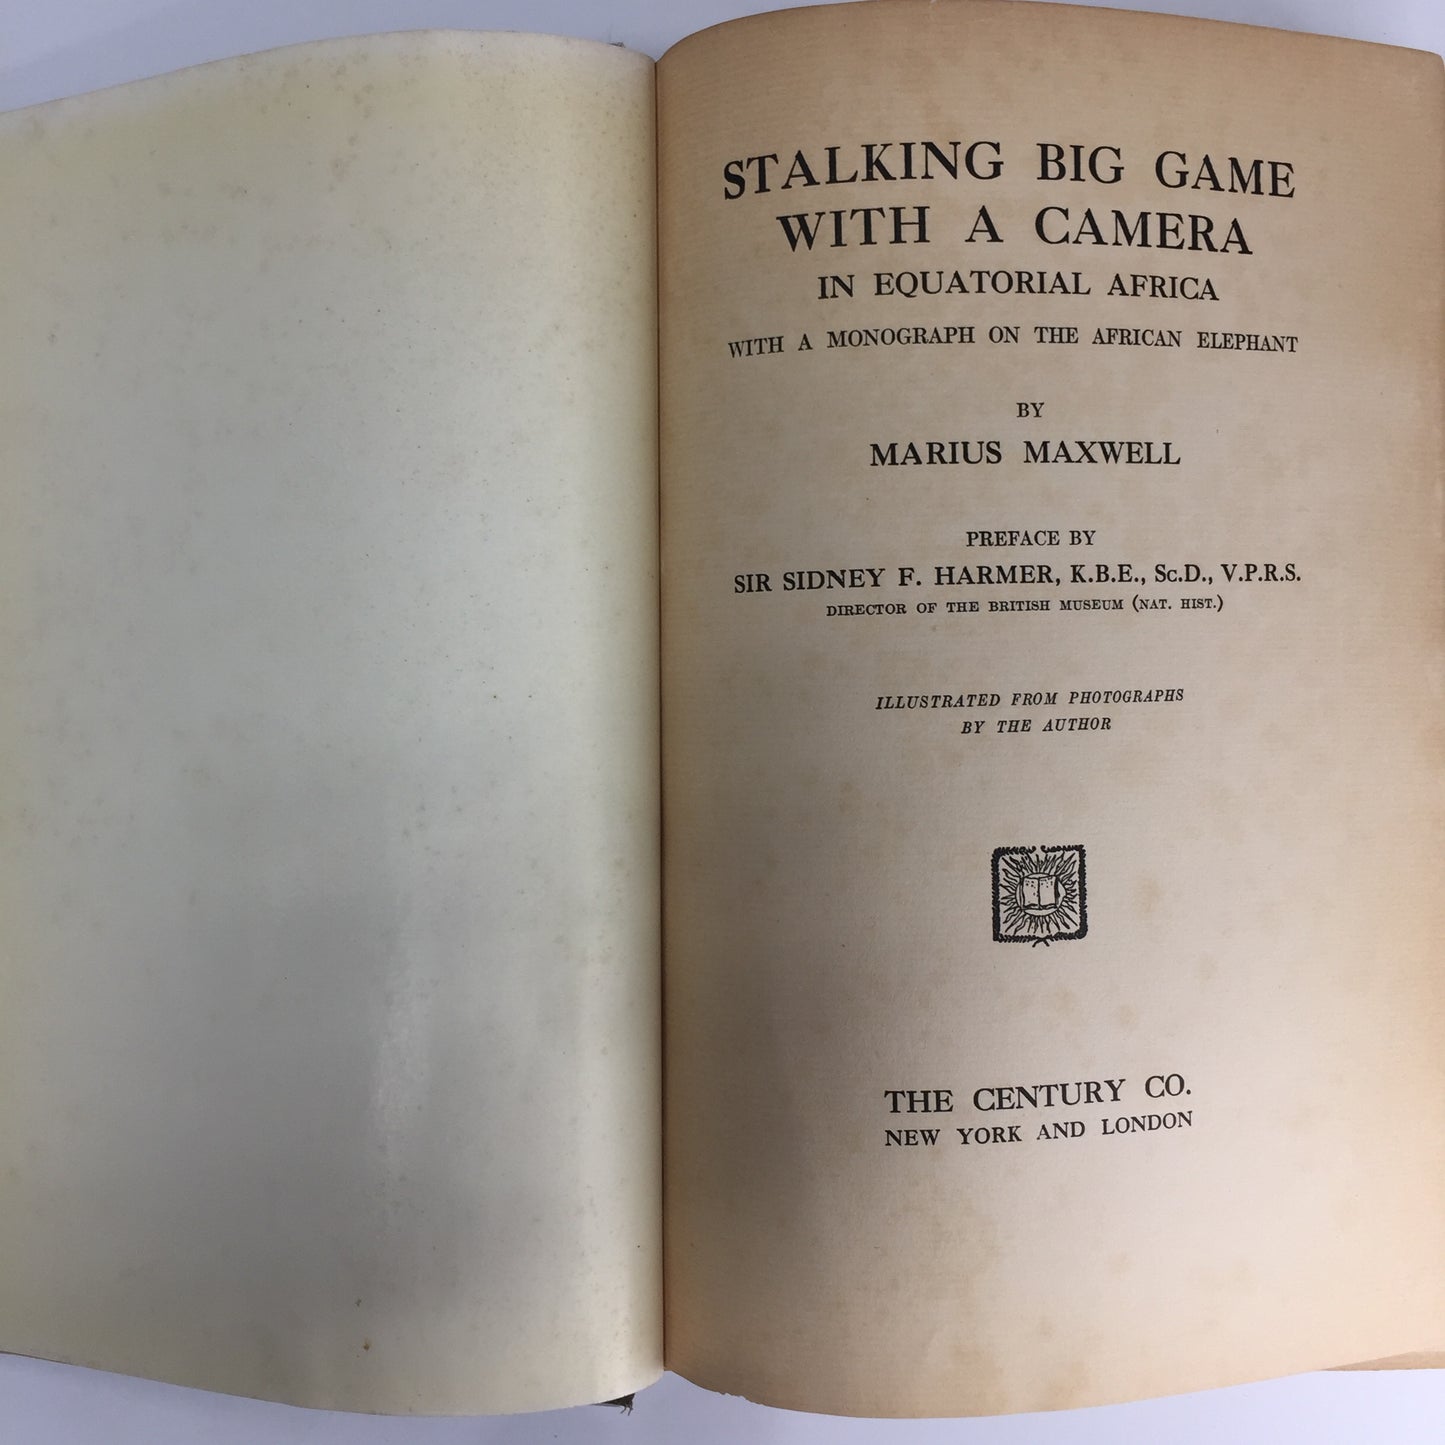 STALKING BIG GAME
WITH A CAMERA
IN EQUATORIAL AFRICA
WITH A MONOGRAPH ON THE AFRICAN ELEPHANT
BY
MARIUS MAXWELL
PREFACE BY
SIR SIDNEY F. HARMER, K.B.E., Sc.D., V.P.R.S.
DIRECTOR OF THE BRITISH MUSEUM (NAT. HIST.)
ILLUSTRATED FROM PHOTOGRAPHS
BY THE AUTHOR
THE CENTURY CO.
NEW YORK AND LONDON